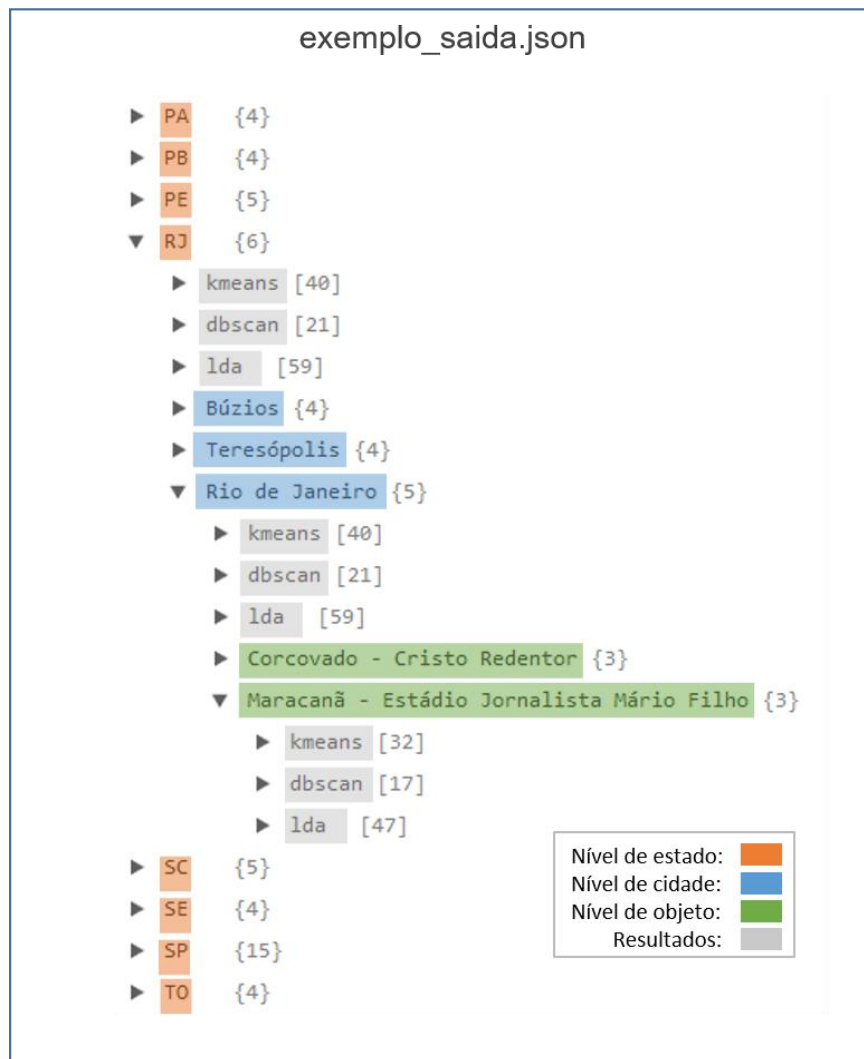 exemplo_saida.json
PA {4}
PB {4}
PE {5}
RJ {6}
kmeans [40]
dbscan [21]
lda [59]
Búzios {4}
Teresópolis {4}
Rio de Janeiro {5}
kmeans [40]
dbscan [21]
lda [59]
Corcovado - Cristo Redentor {3}
Maracanã - Estádio Jornalista Mário Filho {3}
kmeans [32]
dbscan [17]
lda [47]
SC {5}
SE {4}
SP {15}
TO {4}
Nível de estado:
Nível de cidade:
Nível de objeto:
Resultados: